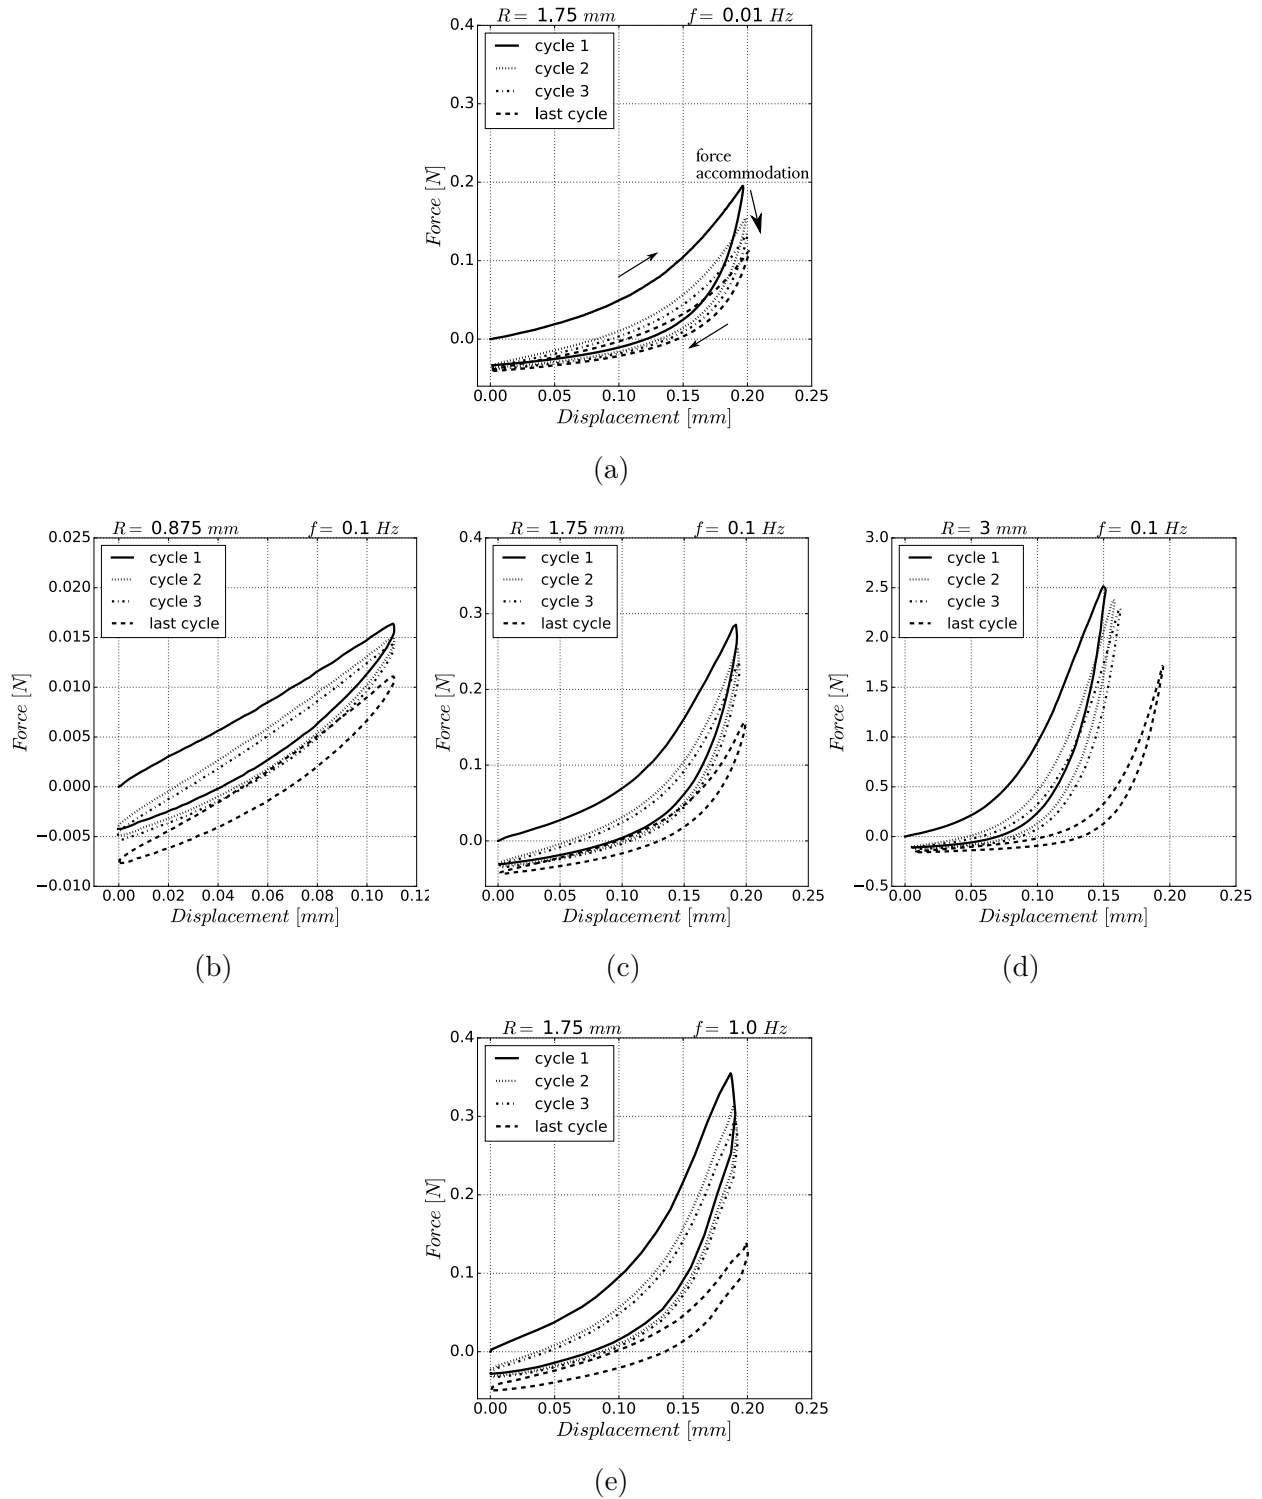 R = 1.75 mm f = 0.01 Hz
0.4
0.3
0.2
0.1
0.0
Force [N]
cycle 1
cycle 2
cycle 3
last cycle
force
accommodation
0.00 0.05 0.10 0.15 0.20 0.25
Displacement [mm]
(a)
R = 0.875 mm f = 0.1 Hz
0.025
0.020
0.015
0.010
0.005
0.000
−0.005
−0.010
Force [N]
cycle 1
cycle 2
cycle 3
last cycle
0.00 0.02 0.04 0.06 0.08 0.10 0.12
Displacement [mm]
(b)
R = 1.75 mm f = 0.1 Hz
0.4
0.3
0.2
0.1
0.0
Force [N]
cycle 1
cycle 2
cycle 3
last cycle
0.00 0.05 0.10 0.15 0.20 0.25
Displacement [mm]
(c)
R = 3 mm f = 0.1 Hz
3.0
2.5
2.0
1.5
1.0
0.5
0.0
−0.5
Force [N]
cycle 1
cycle 2
cycle 3
last cycle
0.00 0.05 0.10 0.15 0.20 0.25
Displacement [mm]
(d)
R = 1.75 mm f = 1.0 Hz
0.4
0.3
0.2
0.1
0.0
Force [N]
cycle 1
cycle 2
cycle 3
last cycle
0.00 0.05 0.10 0.15 0.20 0.25
Displacement [mm]
(e)